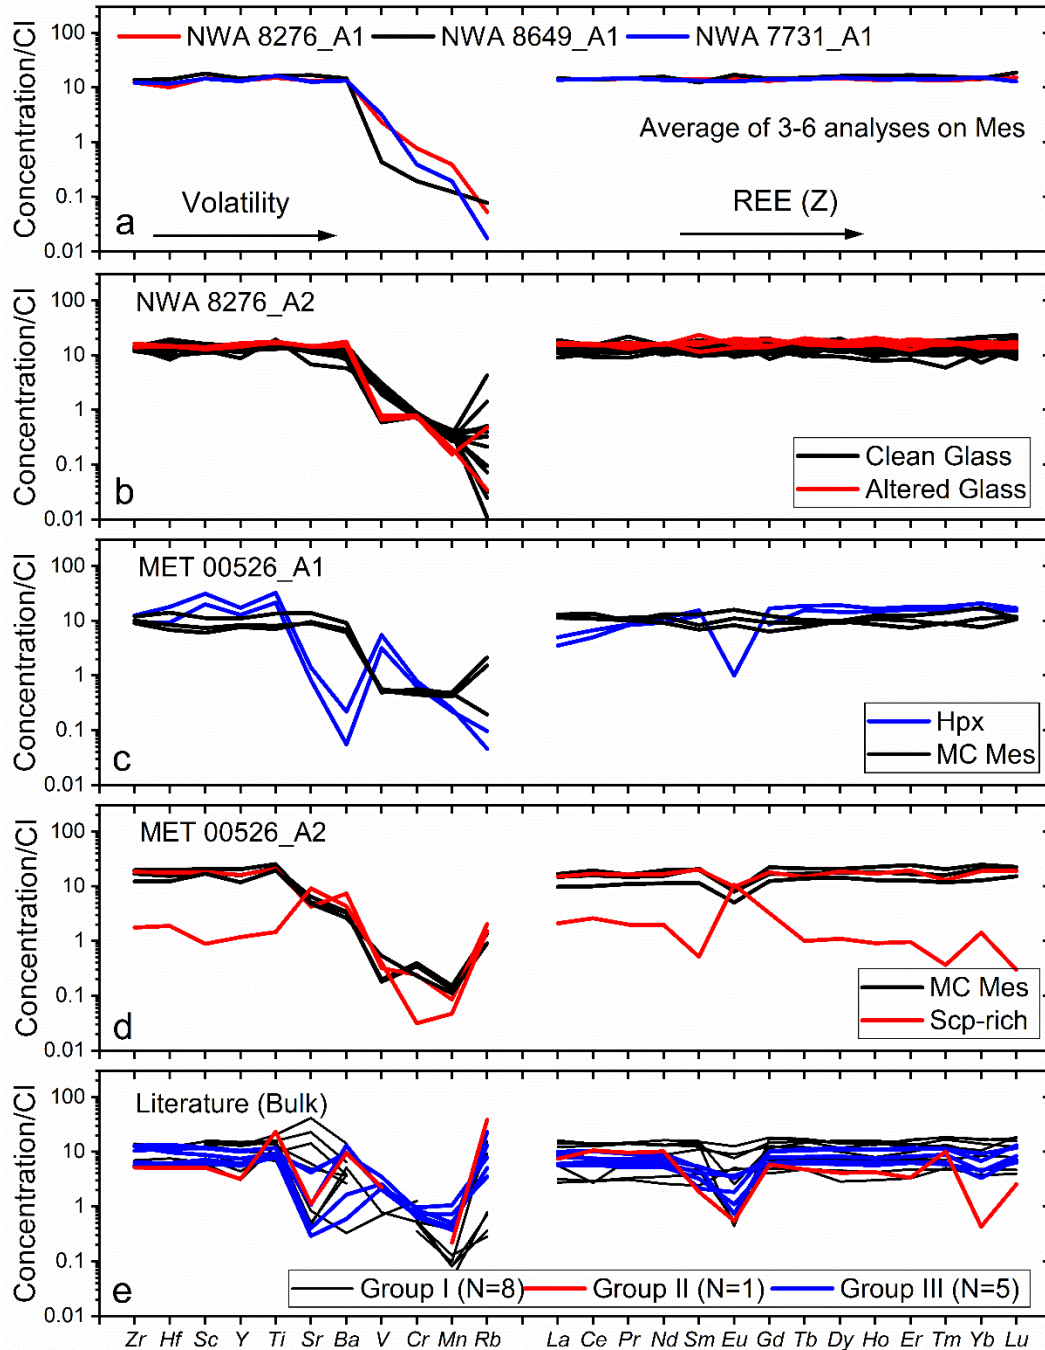 Concentration/CI
100
10
1
0.1
0.01
NWA 8276_A1 NWA 8649_A1 NWA 7731_A1
Average of 3-6 analyses on Mes
Volatility
REE (Z)
a
Concentration/CI
100
10
1
0.1
0.01
NWA 8276_A2
Clean Glass
Altered Glass
b
Concentration/CI
100
10
1
0.1
0.01
MET 00526_A1
Hpx
MC Mes
c
Concentration/CI
100
10
1
0.1
0.01
MET 00526_A2
MC Mes
Scp-rich
d
Concentration/CI
100
10
1
0.1
0.01
Literature (Bulk)
Group I (N=8) Group II (N=1) Group III (N=5)
e
Zr Hf Sc Y Ti Sr Ba V Cr Mn Rb La Ce Pr Nd Sm Eu Gd Tb Dy Ho Er Tm Yb Lu